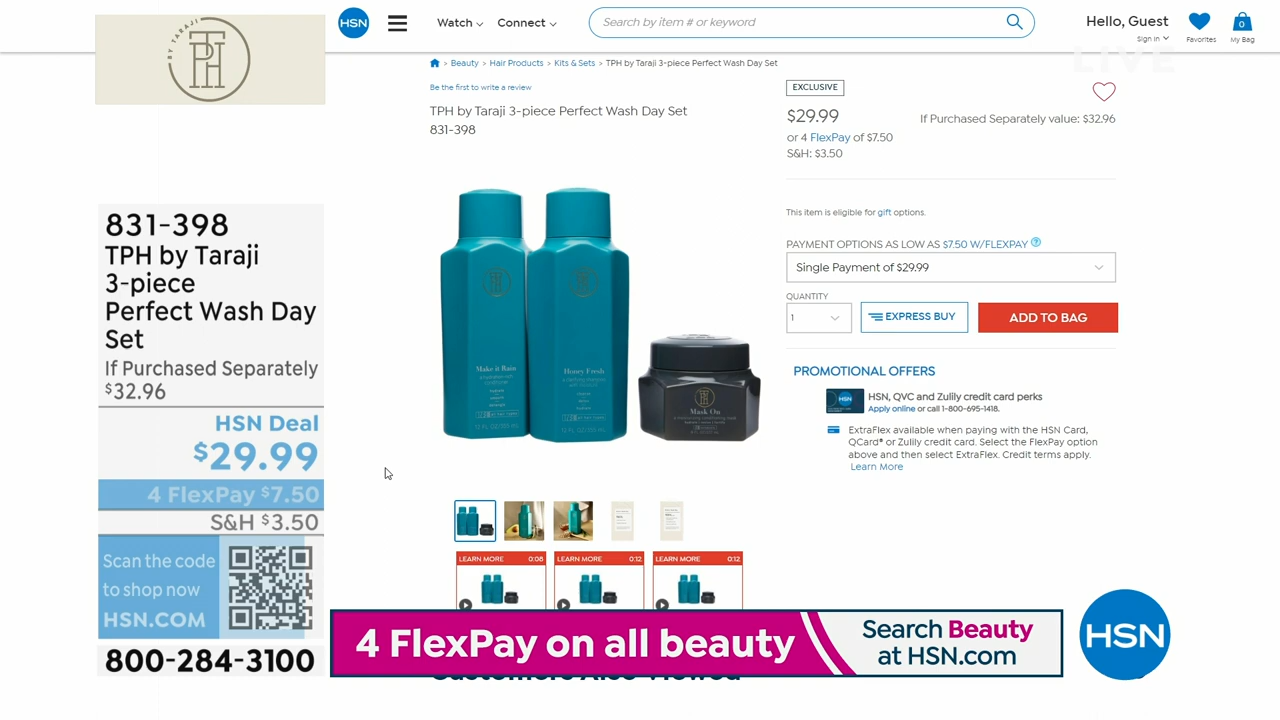 BY TARAJI
TPH
HSN
Watch
Connect
Search by item # or keyword
Hello, Guest
Sign In
Favorites
0
My Bag
LIVE
Beauty > Hair Products > Kits & Sets > TPH by Taraji 3-piece Perfect Wash Day Set
Be the first to write a review
TPH by Taraji 3-piece Perfect Wash Day Set
831-398
EXCLUSIVE
$29.99
If Purchased Separately value: $32.96
or 4 FlexPay of $7.50
S&H: $3.50
This item is eligible for gift options.
PAYMENT OPTIONS AS LOW AS $7.50 W/FLEXPAY
Single Payment of $29.99
QUANTITY
1
EXPRESS BUY
ADD TO BAG
PROMOTIONAL OFFERS
HSN
HSN, QVC and Zulily credit card perks
Apply online or call 1-800-695-1418.
ExtraFlex available when paying with the HSN Card,
QCard® or Zulily credit card. Select the FlexPay option
above and then select ExtraFlex. Credit terms apply.
Learn More
Make it Rain
Honey Fresh
Mask On
LEARN MORE 0:08
LEARN MORE 0:12
LEARN MORE 0:12
831-398
TPH by Taraji
3-piece
Perfect Wash Day
Set
If Purchased Separately
$32.96
HSN Deal
$29.99
4 FlexPay $7.50
S&H $3.50
Scan the code
to shop now
HSN.COM
800-284-3100
4 FlexPay on all beauty
Search Beauty
at HSN.com
HSN
Customers Also Viewed